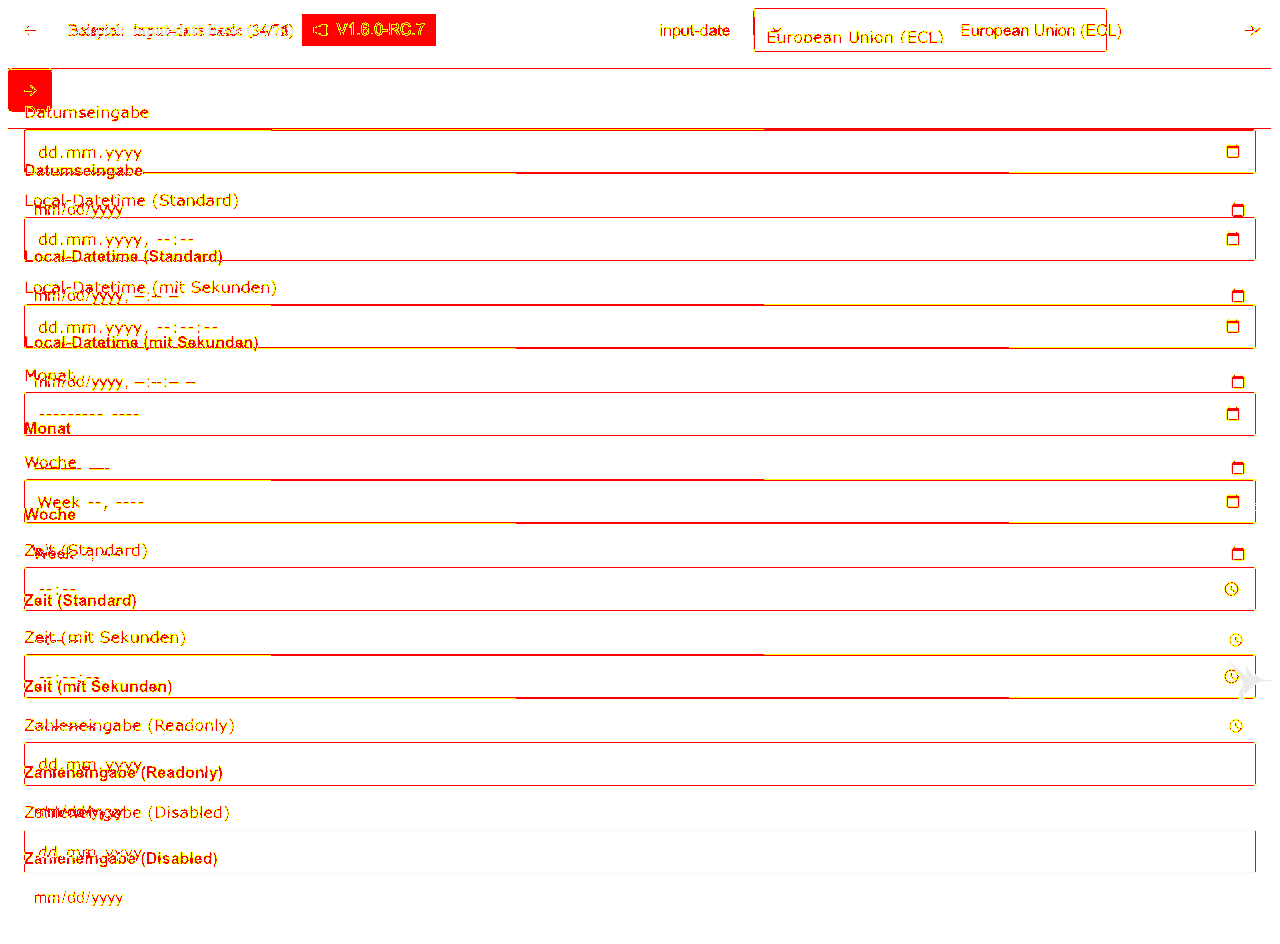 Beispiel: input-date basic (34/78) V1.6.0-RC.7 input-date European Union (ECL) European Union (ECL)
Datumseingabe
dd.mm.yyyy
Datumseingabe
Local-Datetime (Standard)
mm/dd/yyyy
dd.mm.yyyy, --:--
Local-Datetime (Standard)
Local-Datetime (mit Sekunden)
mm/dd/yyyy, --:-- --
dd.mm.yyyy, --:--:--
Local-Datetime (mit Sekunden)
Monat
mm/dd/yyyy, --:--:-- --
--------- ----
Monat
Woche
Week --, ----
Woche
Zeit (Standard)
Week
--:--
Zeit (Standard)
Zeit (mit Sekunden)
--:--:--
Zeit (mit Sekunden)
Zahleneingabe (Readonly)
dd.mm.yyyy
Zahleneingabe (Readonly)
Zahleneingabe (Disabled)
mm/dd/yyyy
dd.mm.yyyy
Zahleneingabe (Disabled)
mm/dd/yyyy